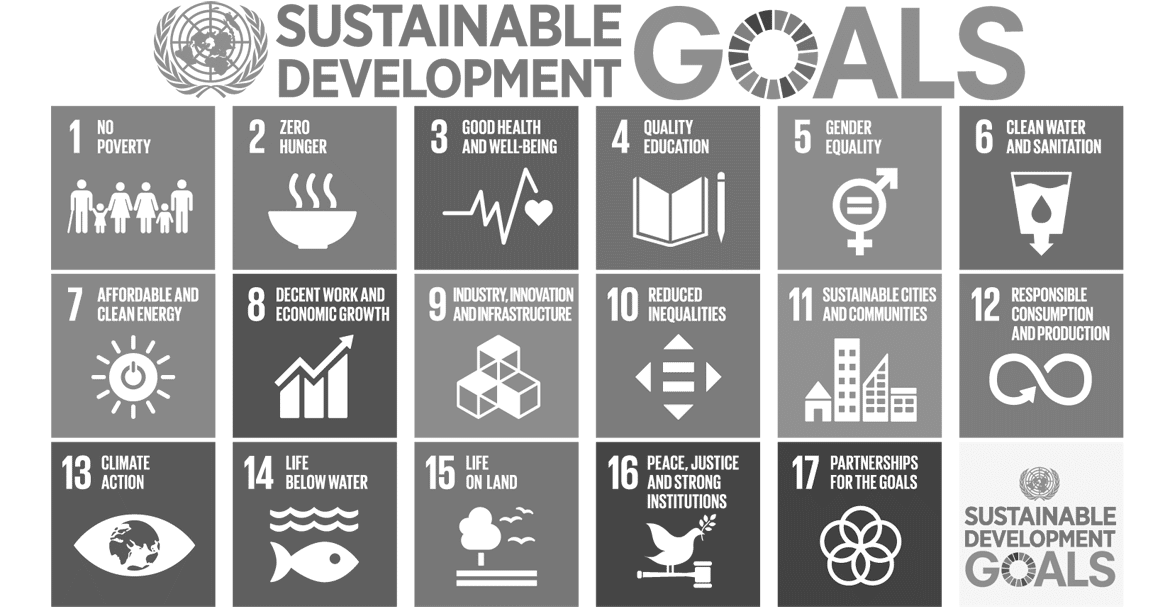 SUSTAINABLE
DEVELOPMENT
GOALS
1 NO
POVERTY
2 ZERO
HUNGER
3 GOOD HEALTH
AND WELL-BEING
4 QUALITY
EDUCATION
5 GENDER
EQUALITY
6 CLEAN WATER
AND SANITATION
7 AFFORDABLE AND
CLEAN ENERGY
8 DECENT WORK AND
ECONOMIC GROWTH
9 INDUSTRY, INNOVATION
AND INFRASTRUCTURE
10 REDUCED
INEQUALITIES
11 SUSTAINABLE CITIES
AND COMMUNITIES
12 RESPONSIBLE
CONSUMPTION
AND PRODUCTION
13 CLIMATE
ACTION
14 LIFE
BELOW WATER
15 LIFE
ON LAND
16 PEACE, JUSTICE
AND STRONG
INSTITUTIONS
17 PARTNERSHIPS
FOR THE GOALS
SUSTAINABLE
DEVELOPMENT
GOALS